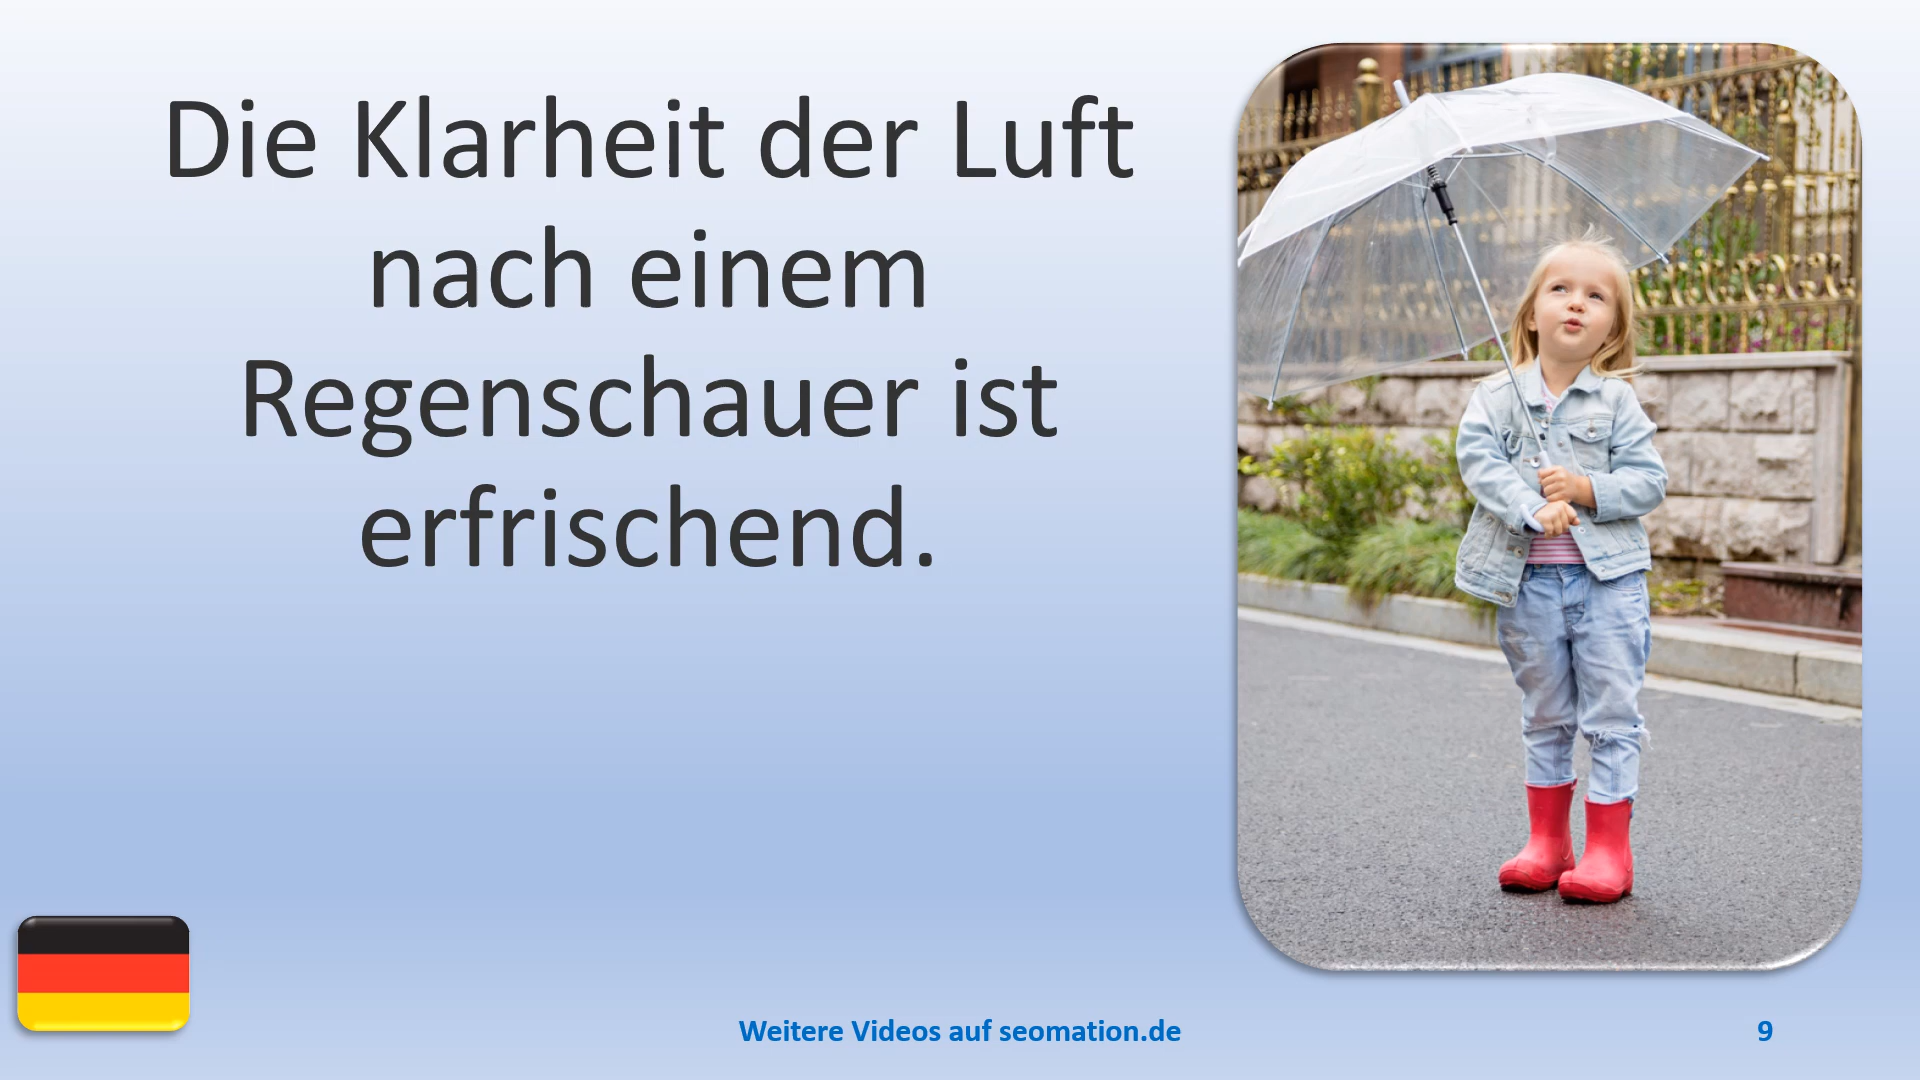 Die Klarheit der Luft
nach einem
Regenschauer ist
erfrischend.
Weitere Videos auf seomation.de
9